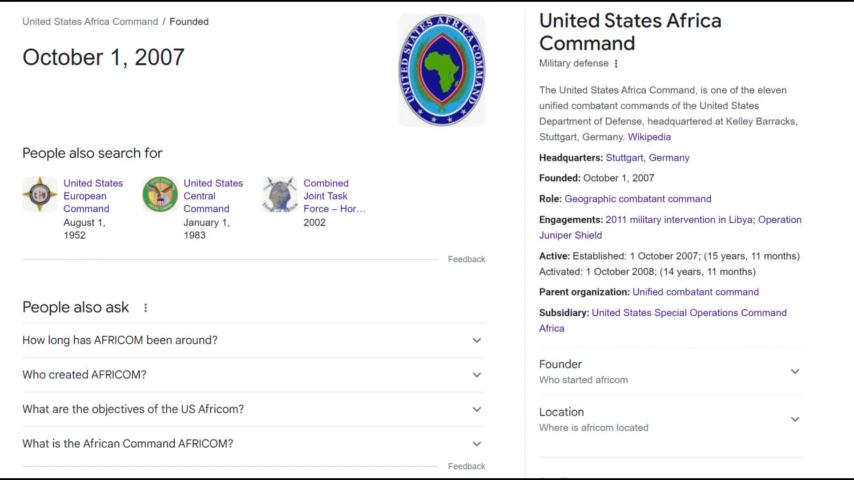 United States Africa Command / Founded
October 1, 2007
UNITED STATES AFRICA COMMAND
People also search for
United States
European
Command
August 1,
1952
United States
Central
Command
January 1,
1983
Combined
Joint Task
Force – Hor...
2002
Feedback
People also ask
How long has AFRICOM been around?
Who created AFRICOM?
What are the objectives of the US Africom?
What is the African Command AFRICOM?
Feedback
United States Africa
Command
Military defense
The United States Africa Command, is one of the eleven
unified combatant commands of the United States
Department of Defense, headquartered at Kelley Barracks,
Stuttgart, Germany. Wikipedia
Headquarters: Stuttgart, Germany
Founded: October 1, 2007
Role: Geographic combatant command
Engagements: 2011 military intervention in Libya; Operation
Juniper Shield
Active: Established: 1 October 2007; (15 years, 11 months)
Activated: 1 October 2008; (14 years, 11 months)
Parent organization: Unified combatant command
Subsidiary: United States Special Operations Command
Africa
Founder
Who started africom
Location
Where is africom located